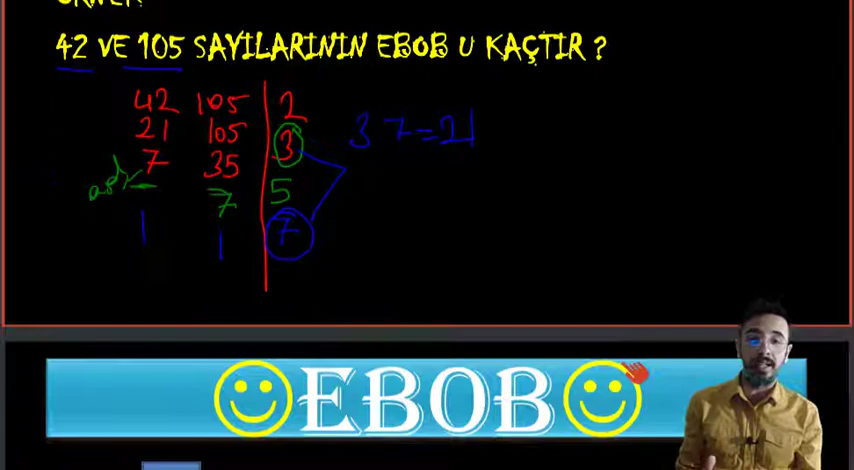 42 VE 105 SAYILARININ EBOB U KAÇTIR ?
42 105 2
21 105 3
3 7=21
7 35
7 5
1 1 7
EBOB